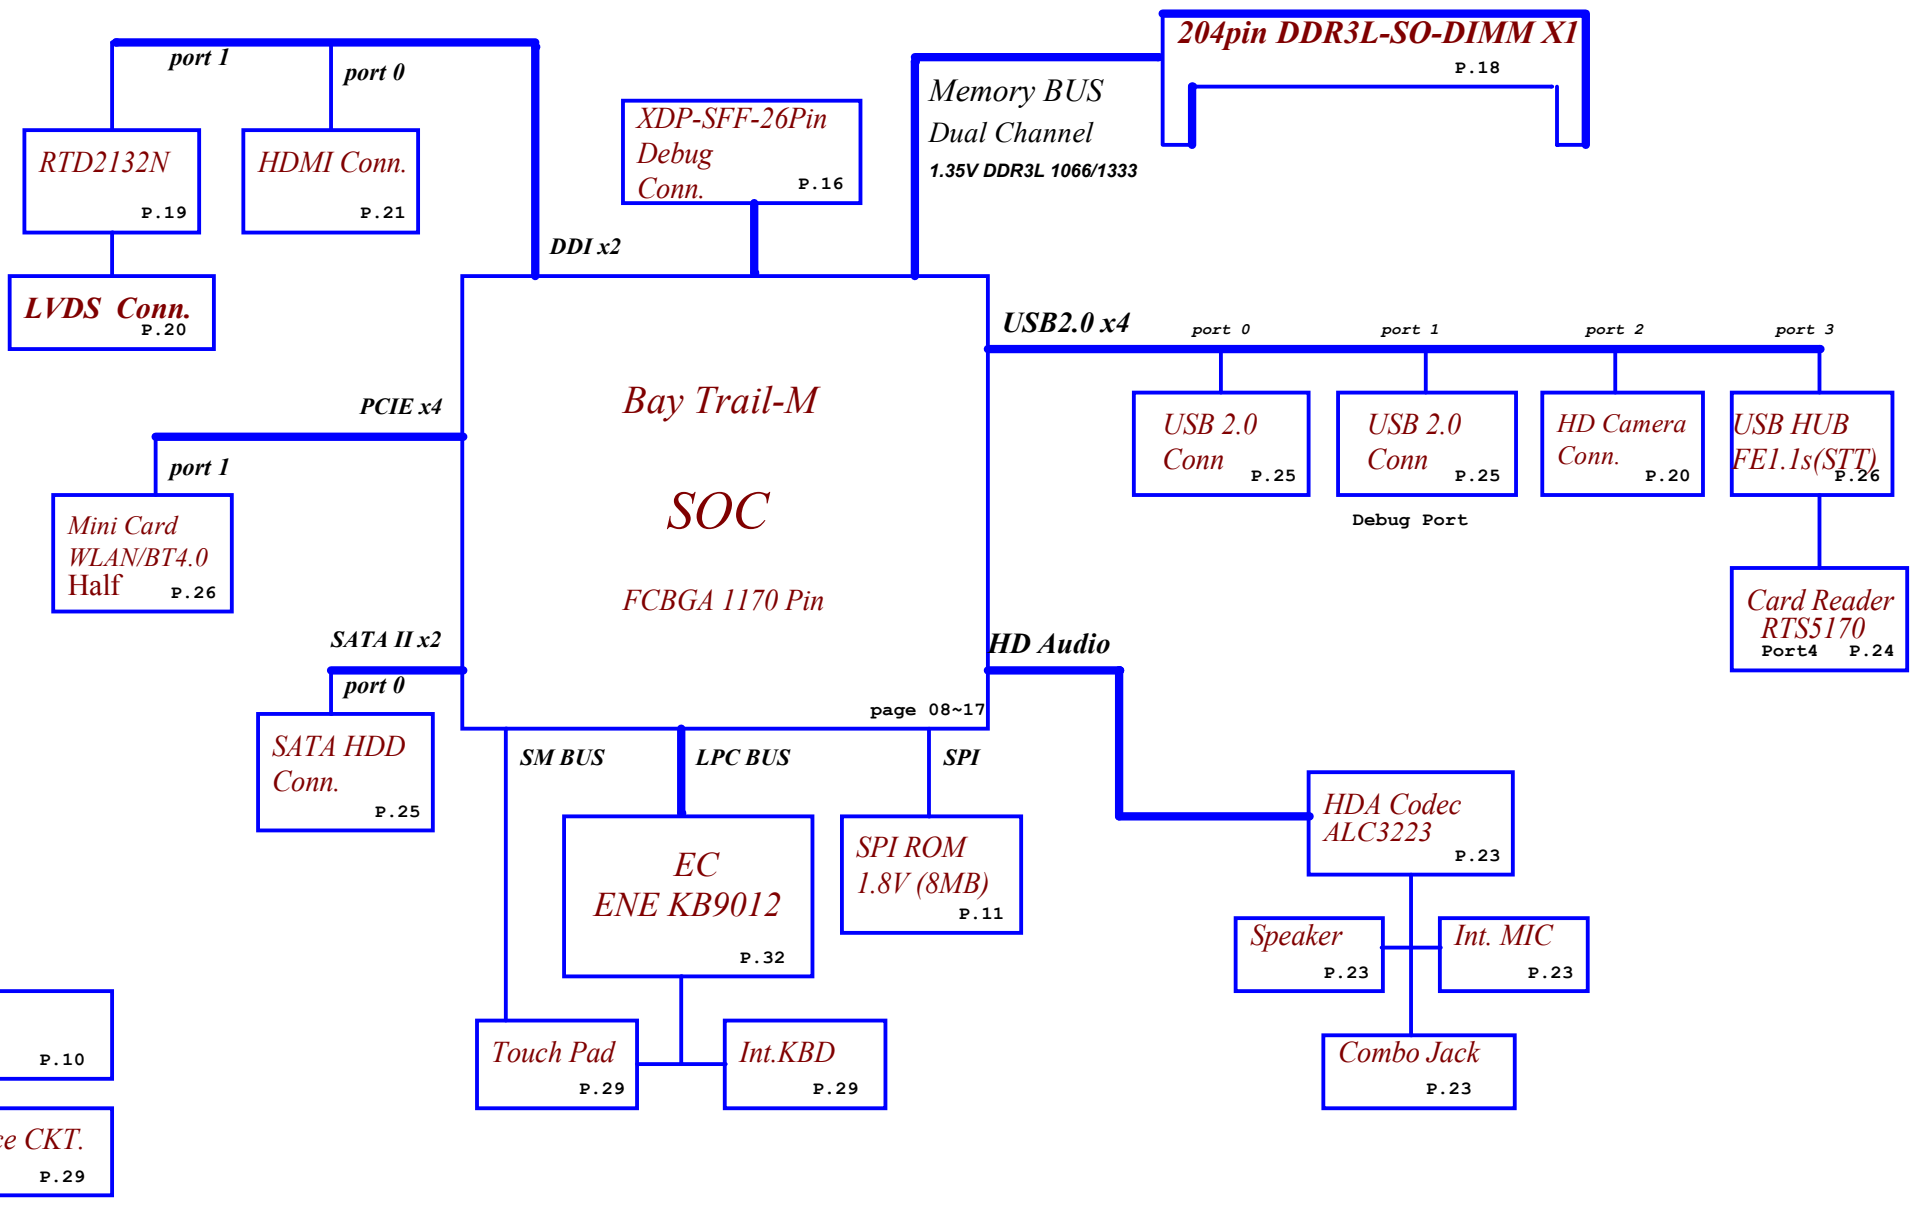 204pin DDR3L-SO-DIMM X1
P.18
port 1
port 0
Memory BUS
Dual Channel
1.35V DDR3L 1066/1333
XDP-SFF-26Pin
Debug
Conn.
P.16
RTD2132N
P.19
HDMI Conn.
P.21
DDI x2
LVDS Conn.
P.20
USB2.0 x4
port 0
port 1
port 2
port 3
Bay Trail-M
SOC
FCBGA 1170 Pin
page 08~17
PCIE x4
port 1
USB 2.0
Conn
P.25
USB 2.0
Conn
P.25
Debug Port
HD Camera
Conn.
P.20
USB HUB
FE1.1s(STT)
P.26
Mini Card
WLAN/BT4.0
Half
P.26
Card Reader
RTS5170
Port4 P.24
SATA II x2
port 0
HD Audio
SATA HDD
Conn.
P.25
SM BUS
LPC BUS
SPI
EC
ENE KB9012
P.32
SPI ROM
1.8V (8MB)
P.11
HDA Codec
ALC3223
P.23
Speaker
P.23
Int. MIC
P.23
Touch Pad
P.29
Int.KBD
P.29
Combo Jack
P.23
P.10
CKT.
P.29